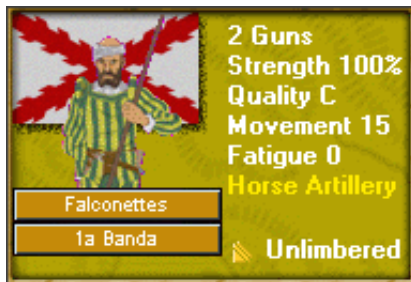 2 Guns
Strength 100%
Quality C
Movement 15
Fatigue 0
Horse Artillery
Falconettes
1a Banda
Unlimbered